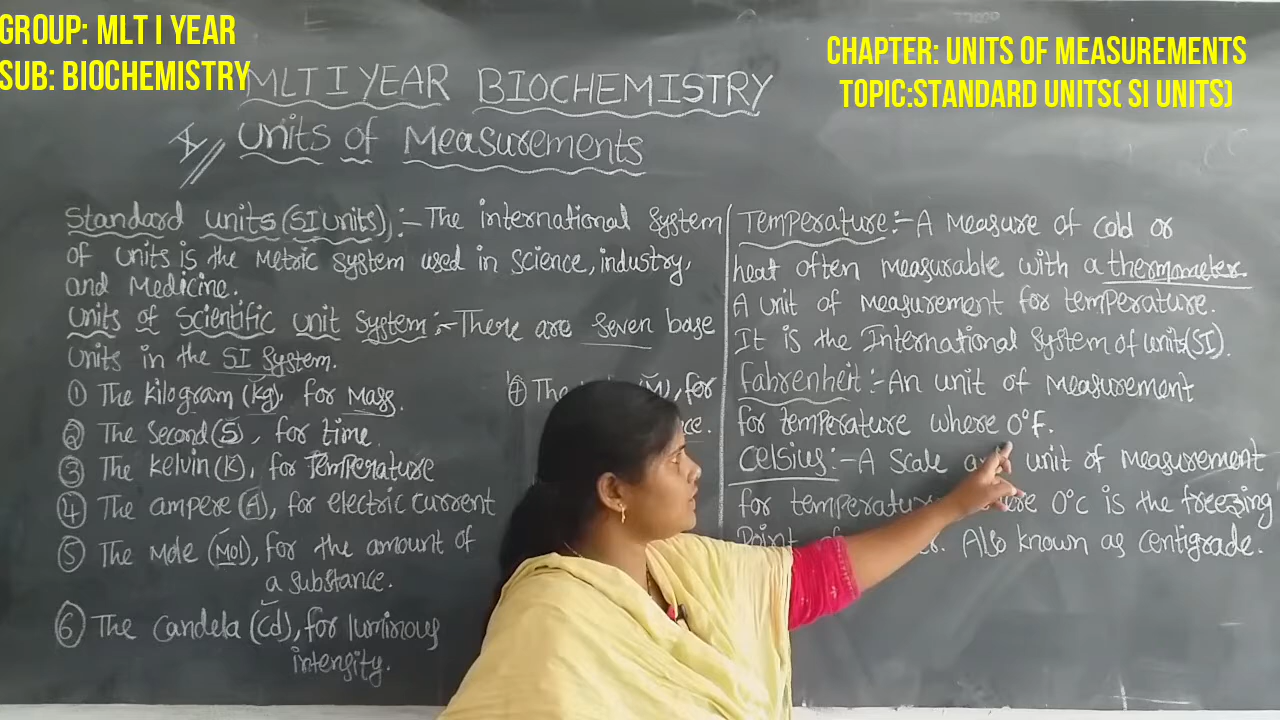 GROUP: MLT I YEAR
SUB: BIOCHEMISTRY
CHAPTER: UNITS OF MEASUREMENTS
TOPIC:STANDARD UNITS( SI UNITS)
MLT I YEAR BIOCHEMISTRY
Units of Measurements
Standard units (SI Units) :- The international System
of units is the Metric System used in Science, industry,
and Medicine.
Units of Scientific unit System :- There are Seven base
Units in the SI System.
① The kilogram (kg), for Mass.
② The Second (S), for time.
③ The kelvin (K), for Temperature
④ The ampere (A), for electric current
⑤ The Mole (Mol), for the amount of
a substance.
⑥ The Candela (Cd), for luminous
intensity.
⑦ The (M), for
Temperature :- A Measure of cold or
heat often measurable with a thermometer.
A unit of measurement for temperature.
It is the International System of units (SI).
Fahrenheit :- An unit of Measurement
for temperature where 0°F.
Celsius :- A Scale unit of measurement
for 0°C is the freezing
Point Also known as centigrade.